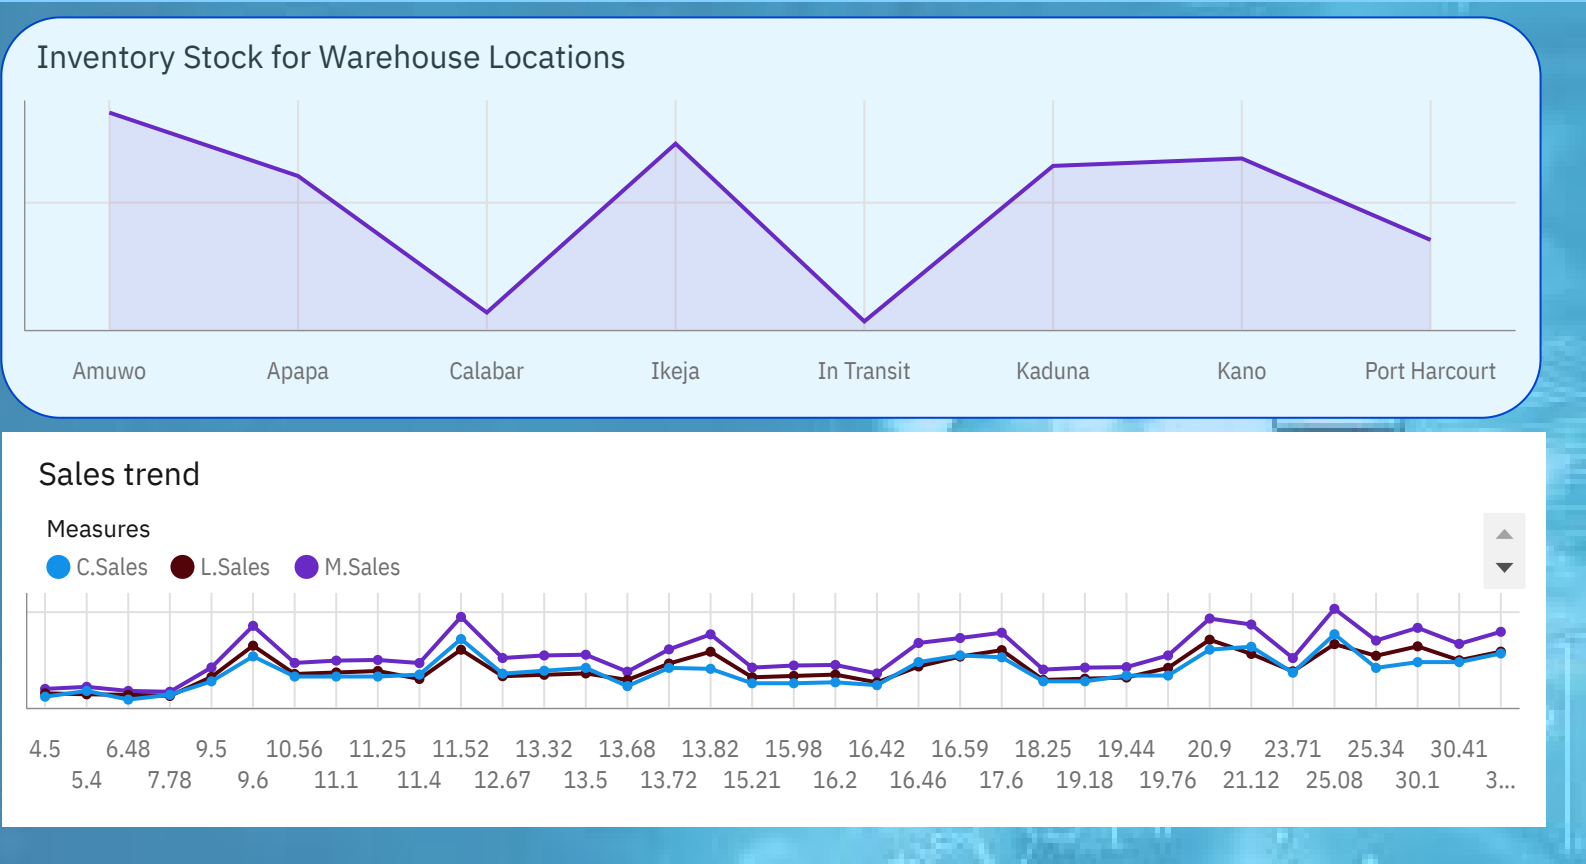 Inventory Stock for Warehouse Locations
Amuwo Apapa Calabar Ikeja In Transit Kaduna Kano Port Harcourt
Sales trend
Measures
C.Sales L.Sales M.Sales
4.5 6.48 9.5 10.56 11.25 11.52 13.32 13.68 13.82 15.98 16.42 16.59 18.25 19.44 20.9 23.71 25.34 30.41
5.4 7.78 9.6 11.1 11.4 12.67 13.5 13.72 15.21 16.2 16.46 17.6 19.18 19.76 21.12 25.08 30.1 3...